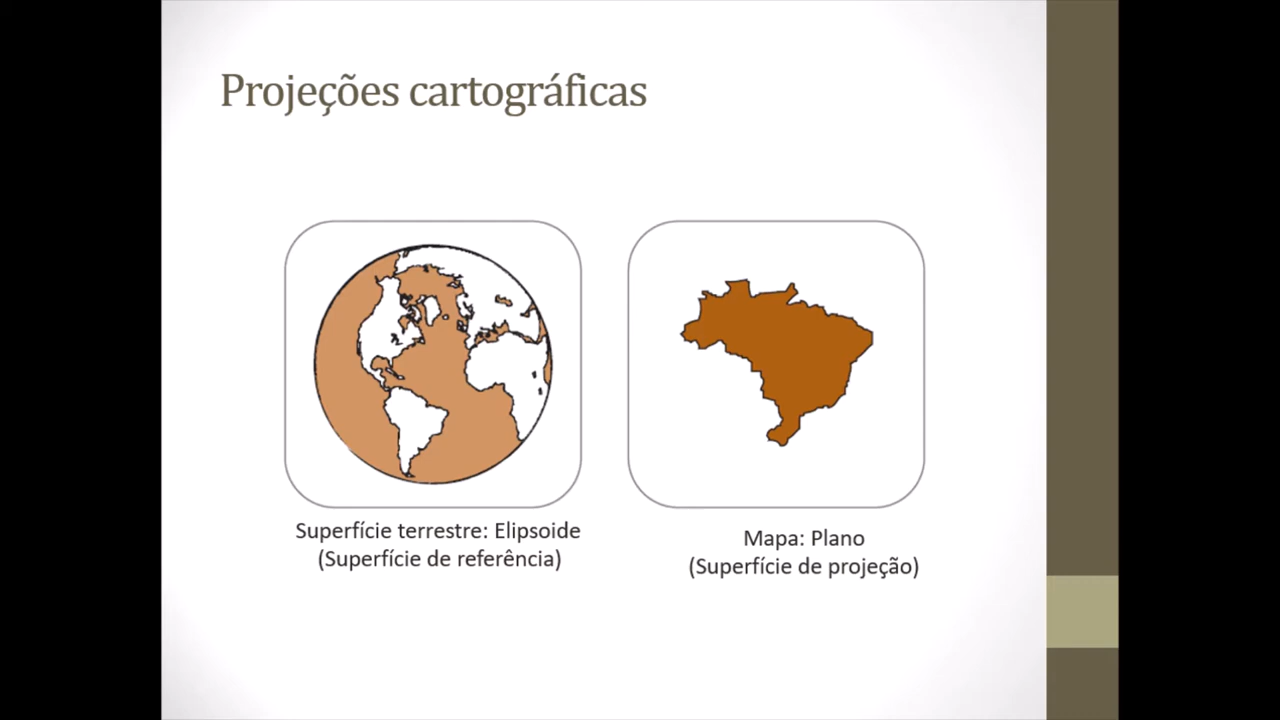 Projeções cartográficas
Superfície terrestre: Elipsoide
(Superfície de referência)
Mapa: Plano
(Superfície de projeção)